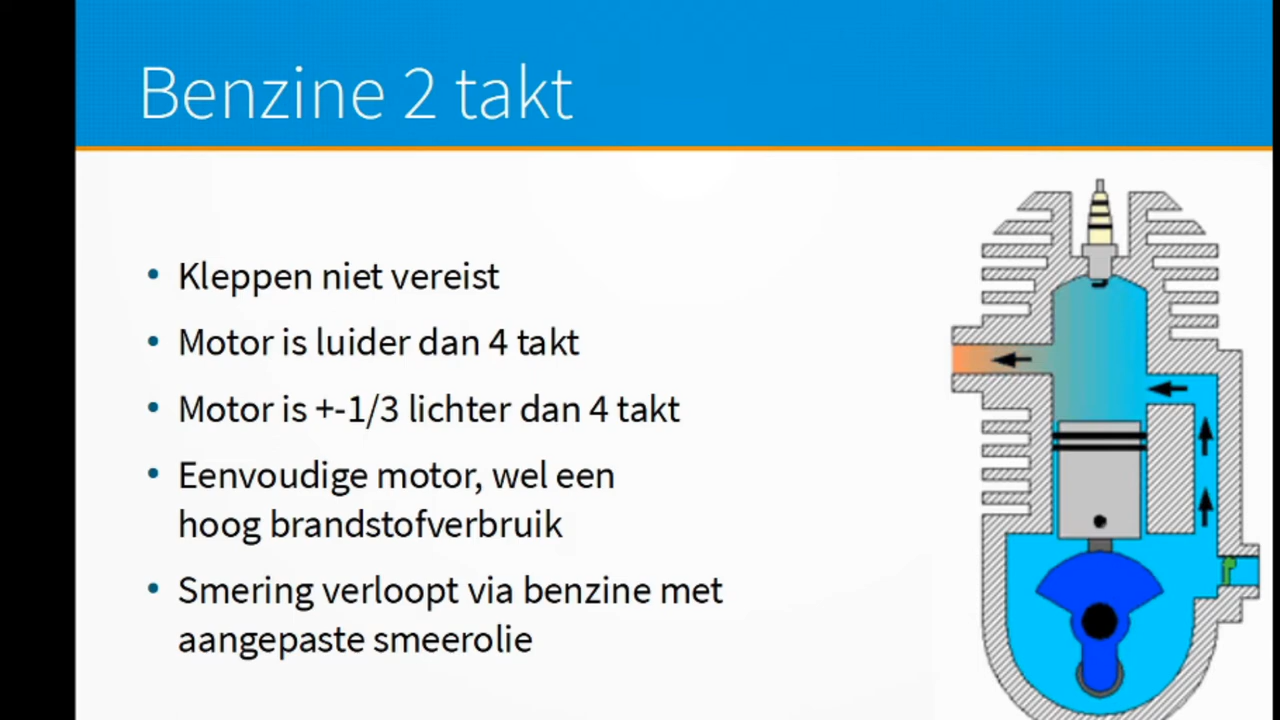 Benzine 2 takt
• Kleppen niet vereist
• Motor is luider dan 4 takt
• Motor is +-1/3 lichter dan 4 takt
• Eenvoudige motor, wel een
hoog brandstofverbruik
• Smering verloopt via benzine met
aangepaste smeerolie